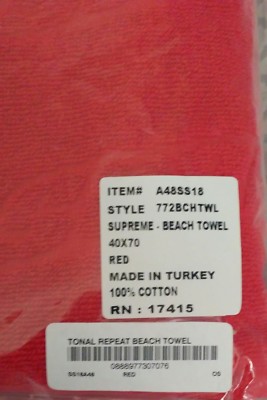 ITEM# A48SS18
STYLE 772BCHTWL
SUPREME - BEACH TOWEL
40X70
RED
MADE IN TURKEY
100% COTTON
RN : 17415
TONAL REPEAT BEACH TOWEL
0888977307076
SS18A48 RED OS